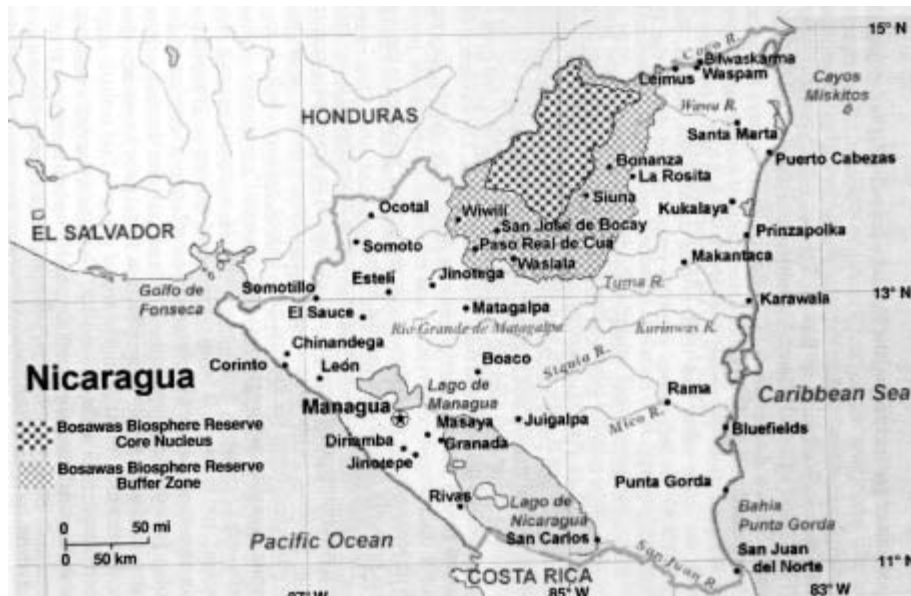 15° N
Coco R.
Bilwaskarma
Leimus
Waspam
Cayos
Miskitos
HONDURAS
Wawa R.
Santa Marta
Puerto Cabezas
Bonanza
La Rosita
Siuna
Kukalaya
Ocotal
Wiwilí
San José de Bocay
EL SALVADOR
Somoto
Paso Real de Cua
Prinzapolka
Waslala
Makantaca
Jinotega
Estelí
Tuma R.
Golfo de
Fonseca
Somotillo
13° N
Karawala
El Sauce
Matagalpa
Rio Grande de Matagalpa
Kurinwas R.
Chinandega
Boaco
Corinto
León
Siquia R.
Nicaragua
Lago de
Managua
Rama
Caribbean Sea
Managua
Masaya
Juigalpa
Mico R.
Bluefields
Bosawas Biosphere Reserve
Core Nucleus
Diriamba
Granada
Jinotepe
Bosawas Biosphere Reserve
Buffer Zone
Punta Gorda
Rivas
Lago de
Nicaragua
Bahia
Punta Gorda
0 50 mi
0 50 km
Pacific Ocean
San Carlos
San Juan R.
San Juan
del Norte
11° N
COSTA RICA
87° W
85° W
83° W